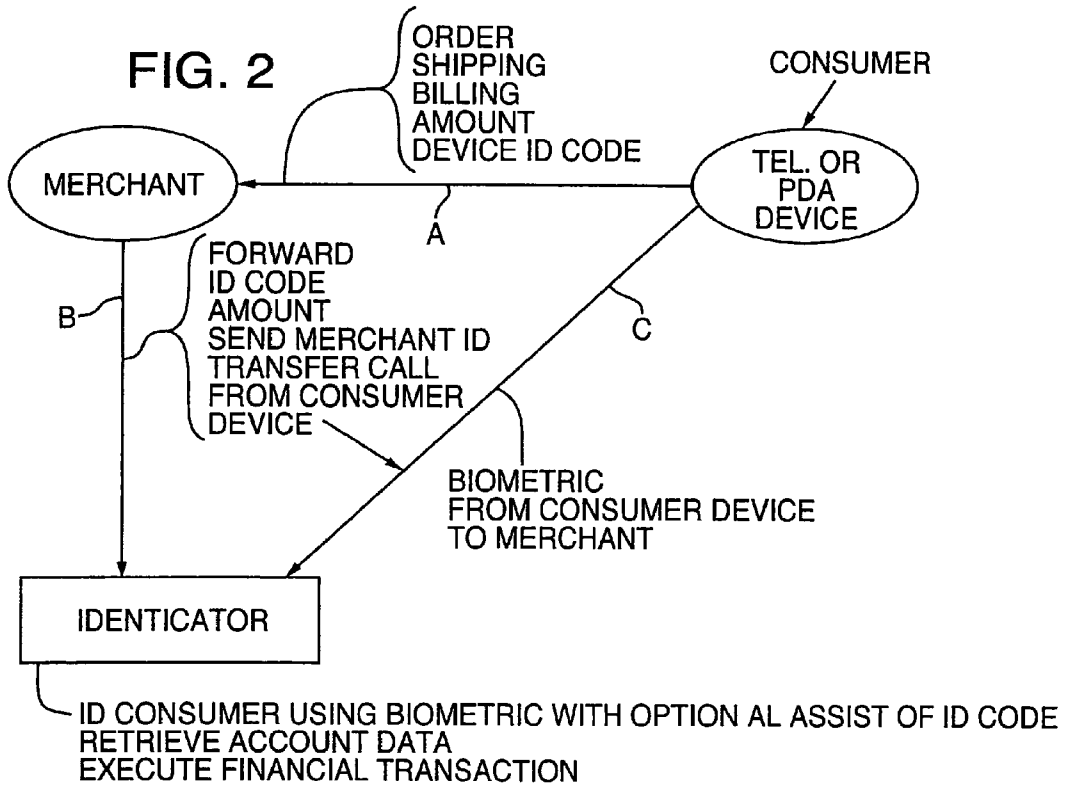 FIG. 2
ORDER
SHIPPING
BILLING
AMOUNT
DEVICE ID CODE
CONSUMER
MERCHANT
TEL. OR
PDA
DEVICE
A
B
FORWARD
ID CODE
AMOUNT
SEND MERCHANT ID
TRANSFER CALL
FROM CONSUMER
DEVICE
C
BIOMETRIC
FROM CONSUMER DEVICE
TO MERCHANT
IDENTICATOR
ID CONSUMER USING BIOMETRIC WITH OPTION AL ASSIST OF ID CODE
RETRIEVE ACCOUNT DATA
EXECUTE FINANCIAL TRANSACTION